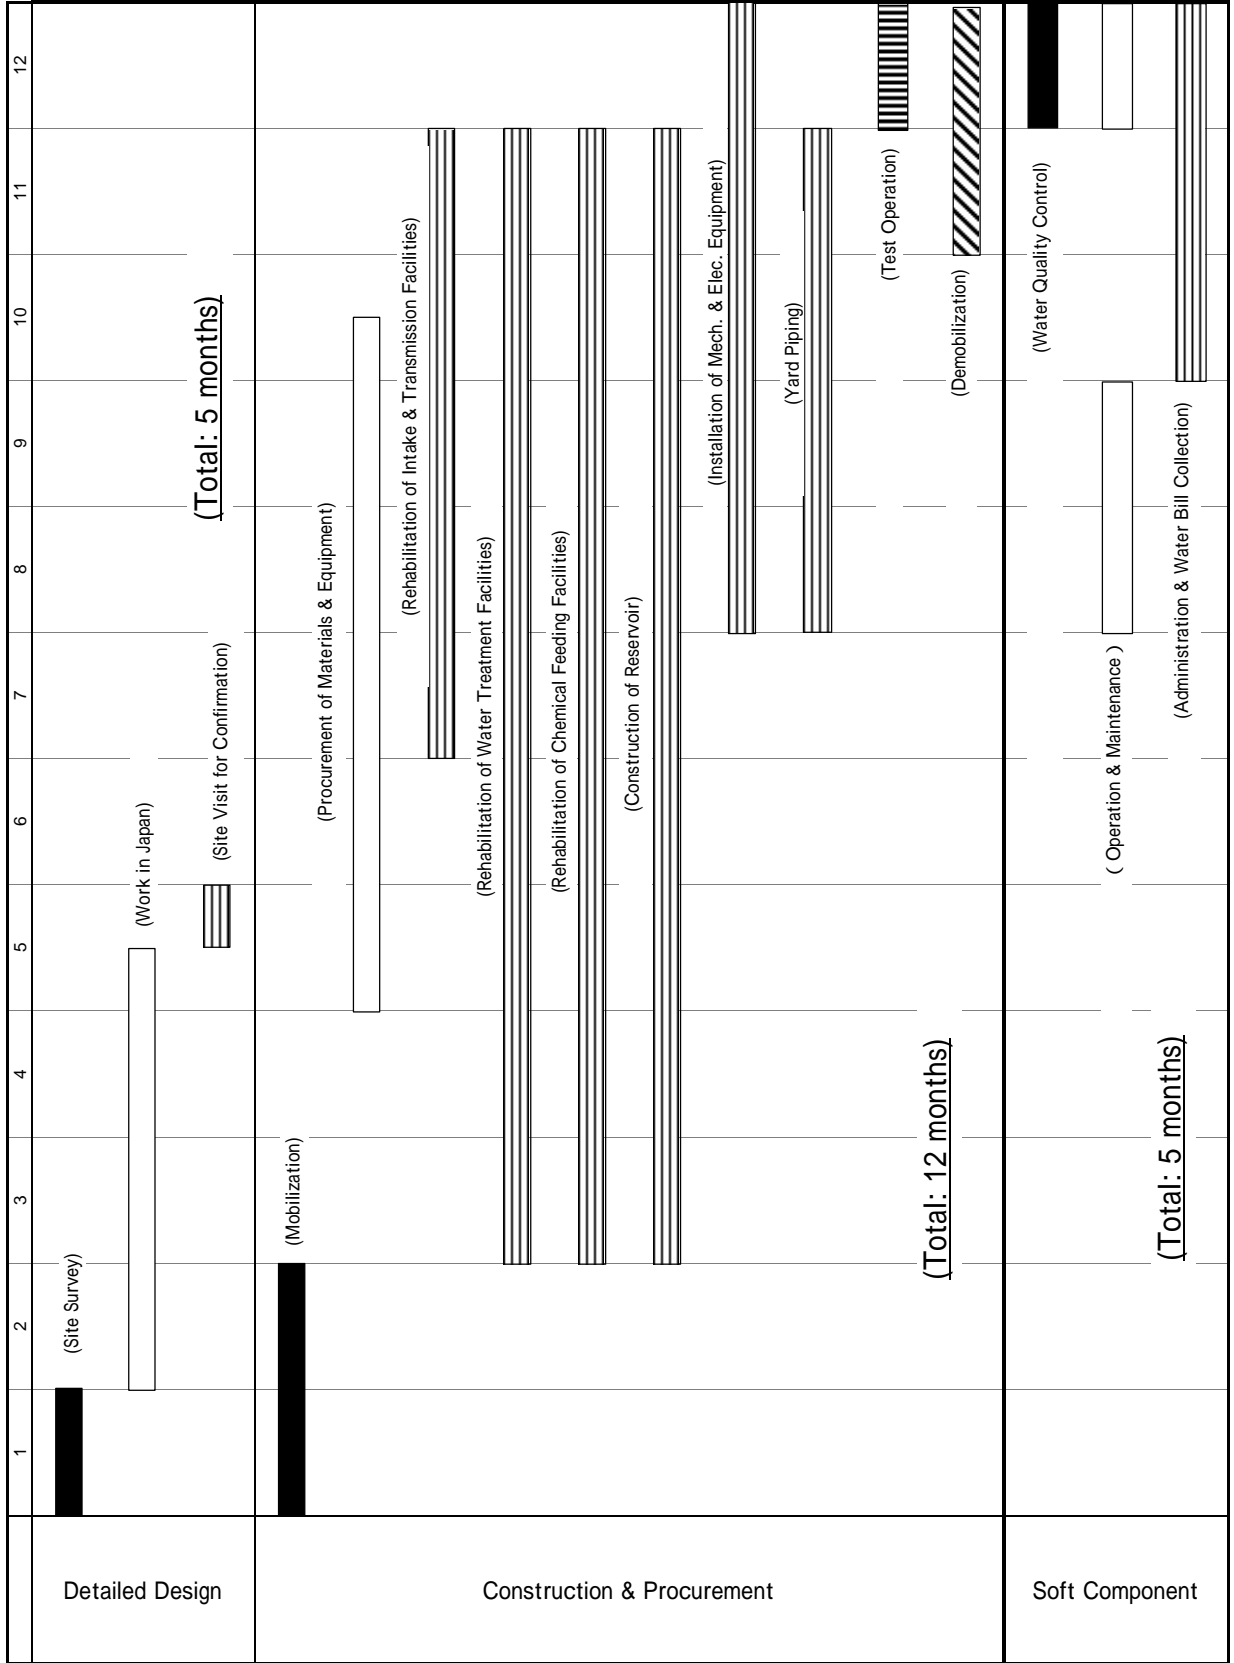 1 2 3 4 5 6 7 8 9 10 11 12
Detailed Design
(Site Survey)
(Work in Japan)
(Site Visit for Confirmation)
(Total: 5 months)
Construction & Procurement
(Mobilization)
(Procurement of Materials & Equipment)
(Rehabilitation of Intake & Transmission Facilities)
(Rehabilitation of Water Treatment Facilities)
(Rehabilitation of Chemical Feeding Facilities)
(Construction of Reservoir)
(Installation of Mech. & Elec. Equipment)
(Yard Piping)
(Test Operation)
(Total: 12 months)
(Demobilization)
Soft Component
(Water Quality Control)
( Operation & Maintenance )
(Total: 5 months)
(Administration & Water Bill Collection)